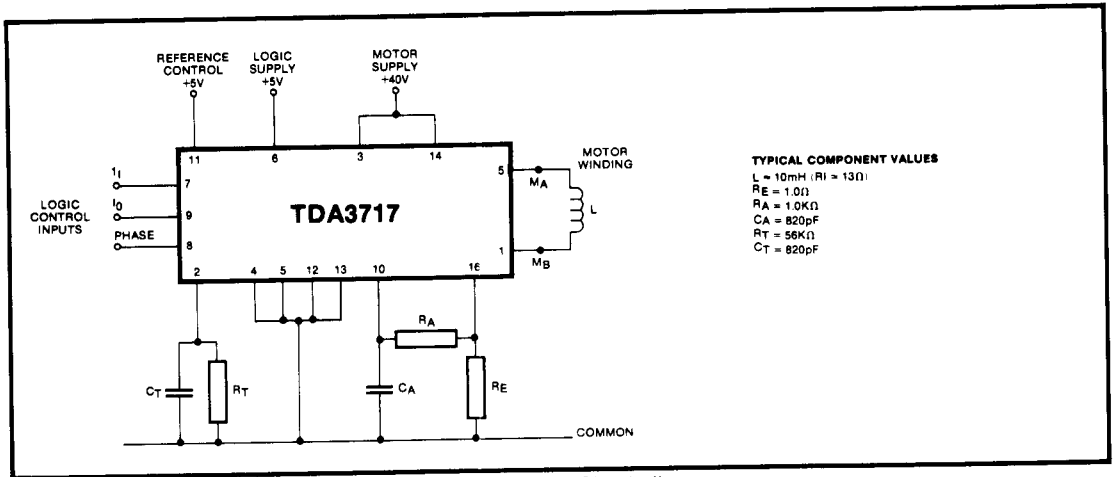 REFERENCE
CONTROL
+5V
LOGIC
SUPPLY
+5V
MOTOR
SUPPLY
+40V
11
6
3
14
I1
7
LOGIC
CONTROL
INPUTS
I0
9
PHASE
8
TDA3717
5
MA
MOTOR
WINDING
L
1
MB
2
4
5
12
13
10
16
RA
CT
RT
CA
RE
COMMON
TYPICAL COMPONENT VALUES
L = 10mH (Rl = 13Ω)
RE = 1.0Ω
RA = 1.0KΩ
CA = 820pF
RT = 56KΩ
CT = 820pF